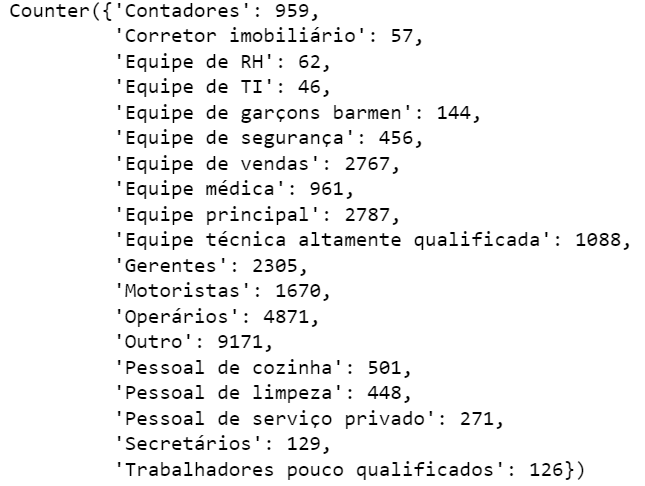 Counter({'Contadores': 959,
'Corretor imobiliário': 57,
'Equipe de RH': 62,
'Equipe de TI': 46,
'Equipe de garçons barmen': 144,
'Equipe de segurança': 456,
'Equipe de vendas': 2767,
'Equipe médica': 961,
'Equipe principal': 2787,
'Equipe técnica altamente qualificada': 1088,
'Gerentes': 2305,
'Motoristas': 1670,
'Operários': 4871,
'Outro': 9171,
'Pessoal de cozinha': 501,
'Pessoal de limpeza': 448,
'Pessoal de serviço privado': 271,
'Secretários': 129,
'Trabalhadores pouco qualificados': 126})